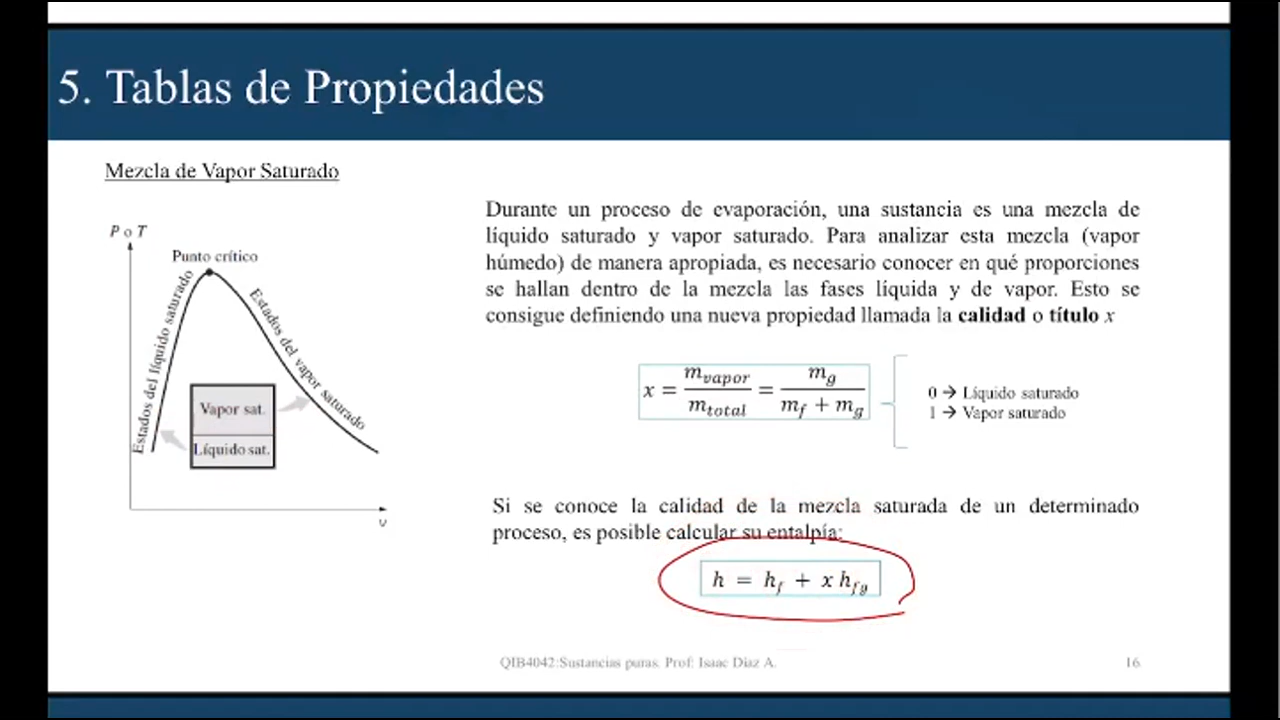 5. Tablas de Propiedades
Mezcla de Vapor Saturado
P o T
Punto crítico
Estados del líquido saturado
Estados del vapor saturado
Vapor sat.
Líquido sat.
v
Durante un proceso de evaporación, una sustancia es una mezcla de
líquido saturado y vapor saturado. Para analizar esta mezcla (vapor
húmedo) de manera apropiada, es necesario conocer en qué proporciones
se hallan dentro de la mezcla las fases líquida y de vapor. Esto se
consigue definiendo una nueva propiedad llamada la calidad o título x
x = m_vapor / m_total = m_g / (m_f + m_g)
0 → Líquido saturado
1 → Vapor saturado
Si se conoce la calidad de la mezcla saturada de un determinado
proceso, es posible calcular su entalpía:
h = h_f + x h_fg
QIB4042:Sustancias puras. Prof: Isaac Díaz A.
16